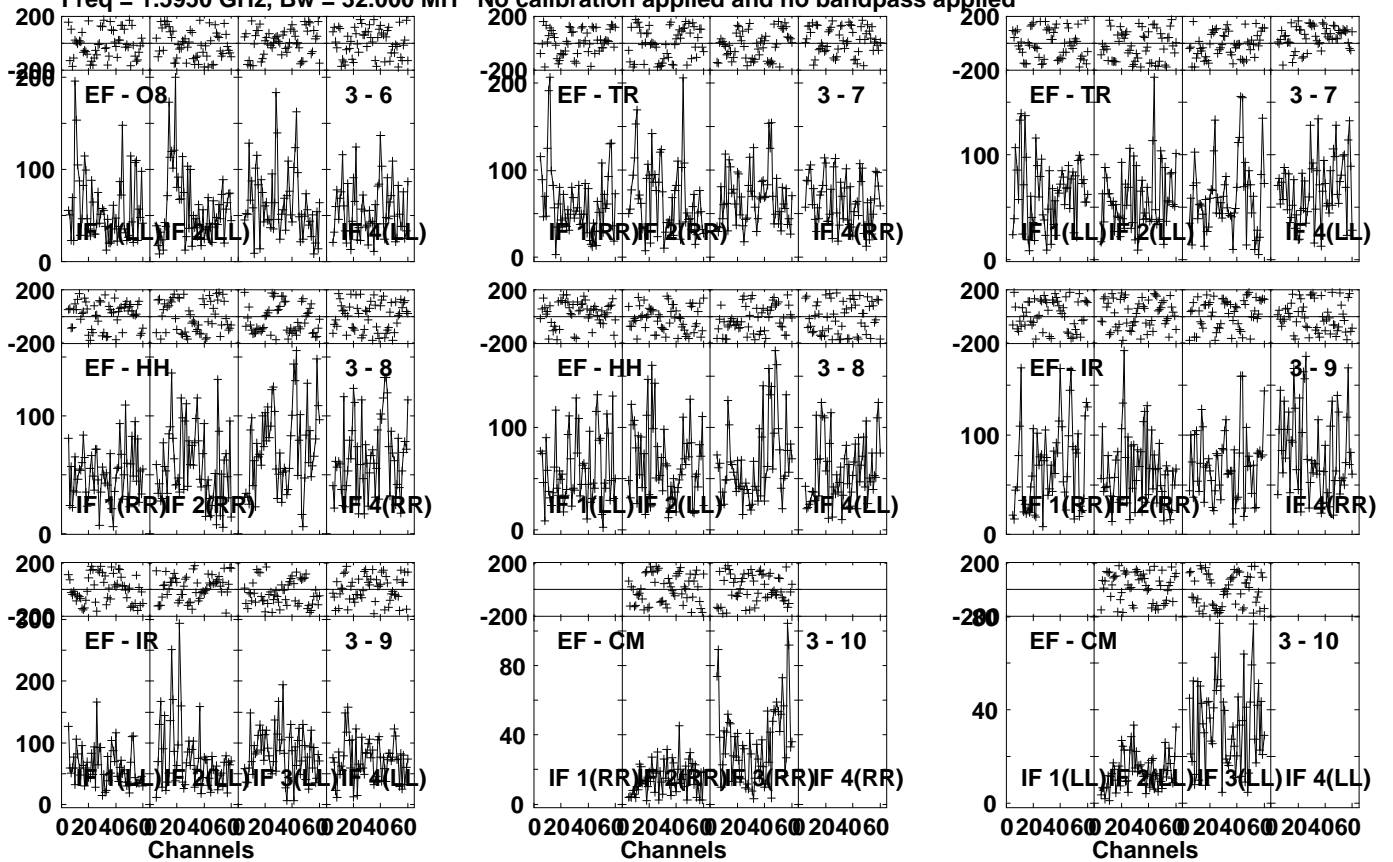 Freq = 1.5950 GHz, Bw = 32.000 MH No calibration applied and no bandpass applied
200 200 200
-200 -200 -200
200
EF - O8 3 - 6 EF - TR 3 - 7 EF - TR 3 - 7
100 100 100
IF 1(LL) IF 2(LL) IF 4(LL) IF 1(RR) IF 2(RR) IF 4(RR) IF 1(LL) IF 2(LL) IF 4(LL)
0 0 0
200 200 200
-200 -200 -200
EF - HH 3 - 8 EF - HH 3 - 8 EF - IR 3 - 9
100 100 100
IF 1(RR) IF 2(RR) IF 4(RR) IF 1(LL) IF 2(LL) IF 4(LL) IF 1(RR) IF 2(RR) IF 4(RR)
0 0 0
200 200 200
-200 -200 -200
300 80
EF - IR 3 - 9 EF - CM 3 - 10 EF - CM 3 - 10
200 80
100 40 40
IF 1(LL) IF 2(LL) IF 3(LL) IF 4(LL) IF 1(RR) IF 2(RR) IF 3(RR) IF 4(RR) IF 1(LL) IF 2(LL) IF 3(LL) IF 4(LL)
0 0 0
0 20 40 60 0 20 40 60 0 20 40 60 0 20 40 60 0 20 40 60 0 20 40 60 0 20 40 60 0 20 40 60 0 20 40 60 0 20 40 60 0 20 40 60 0 20 40 60
Channels Channels Channels